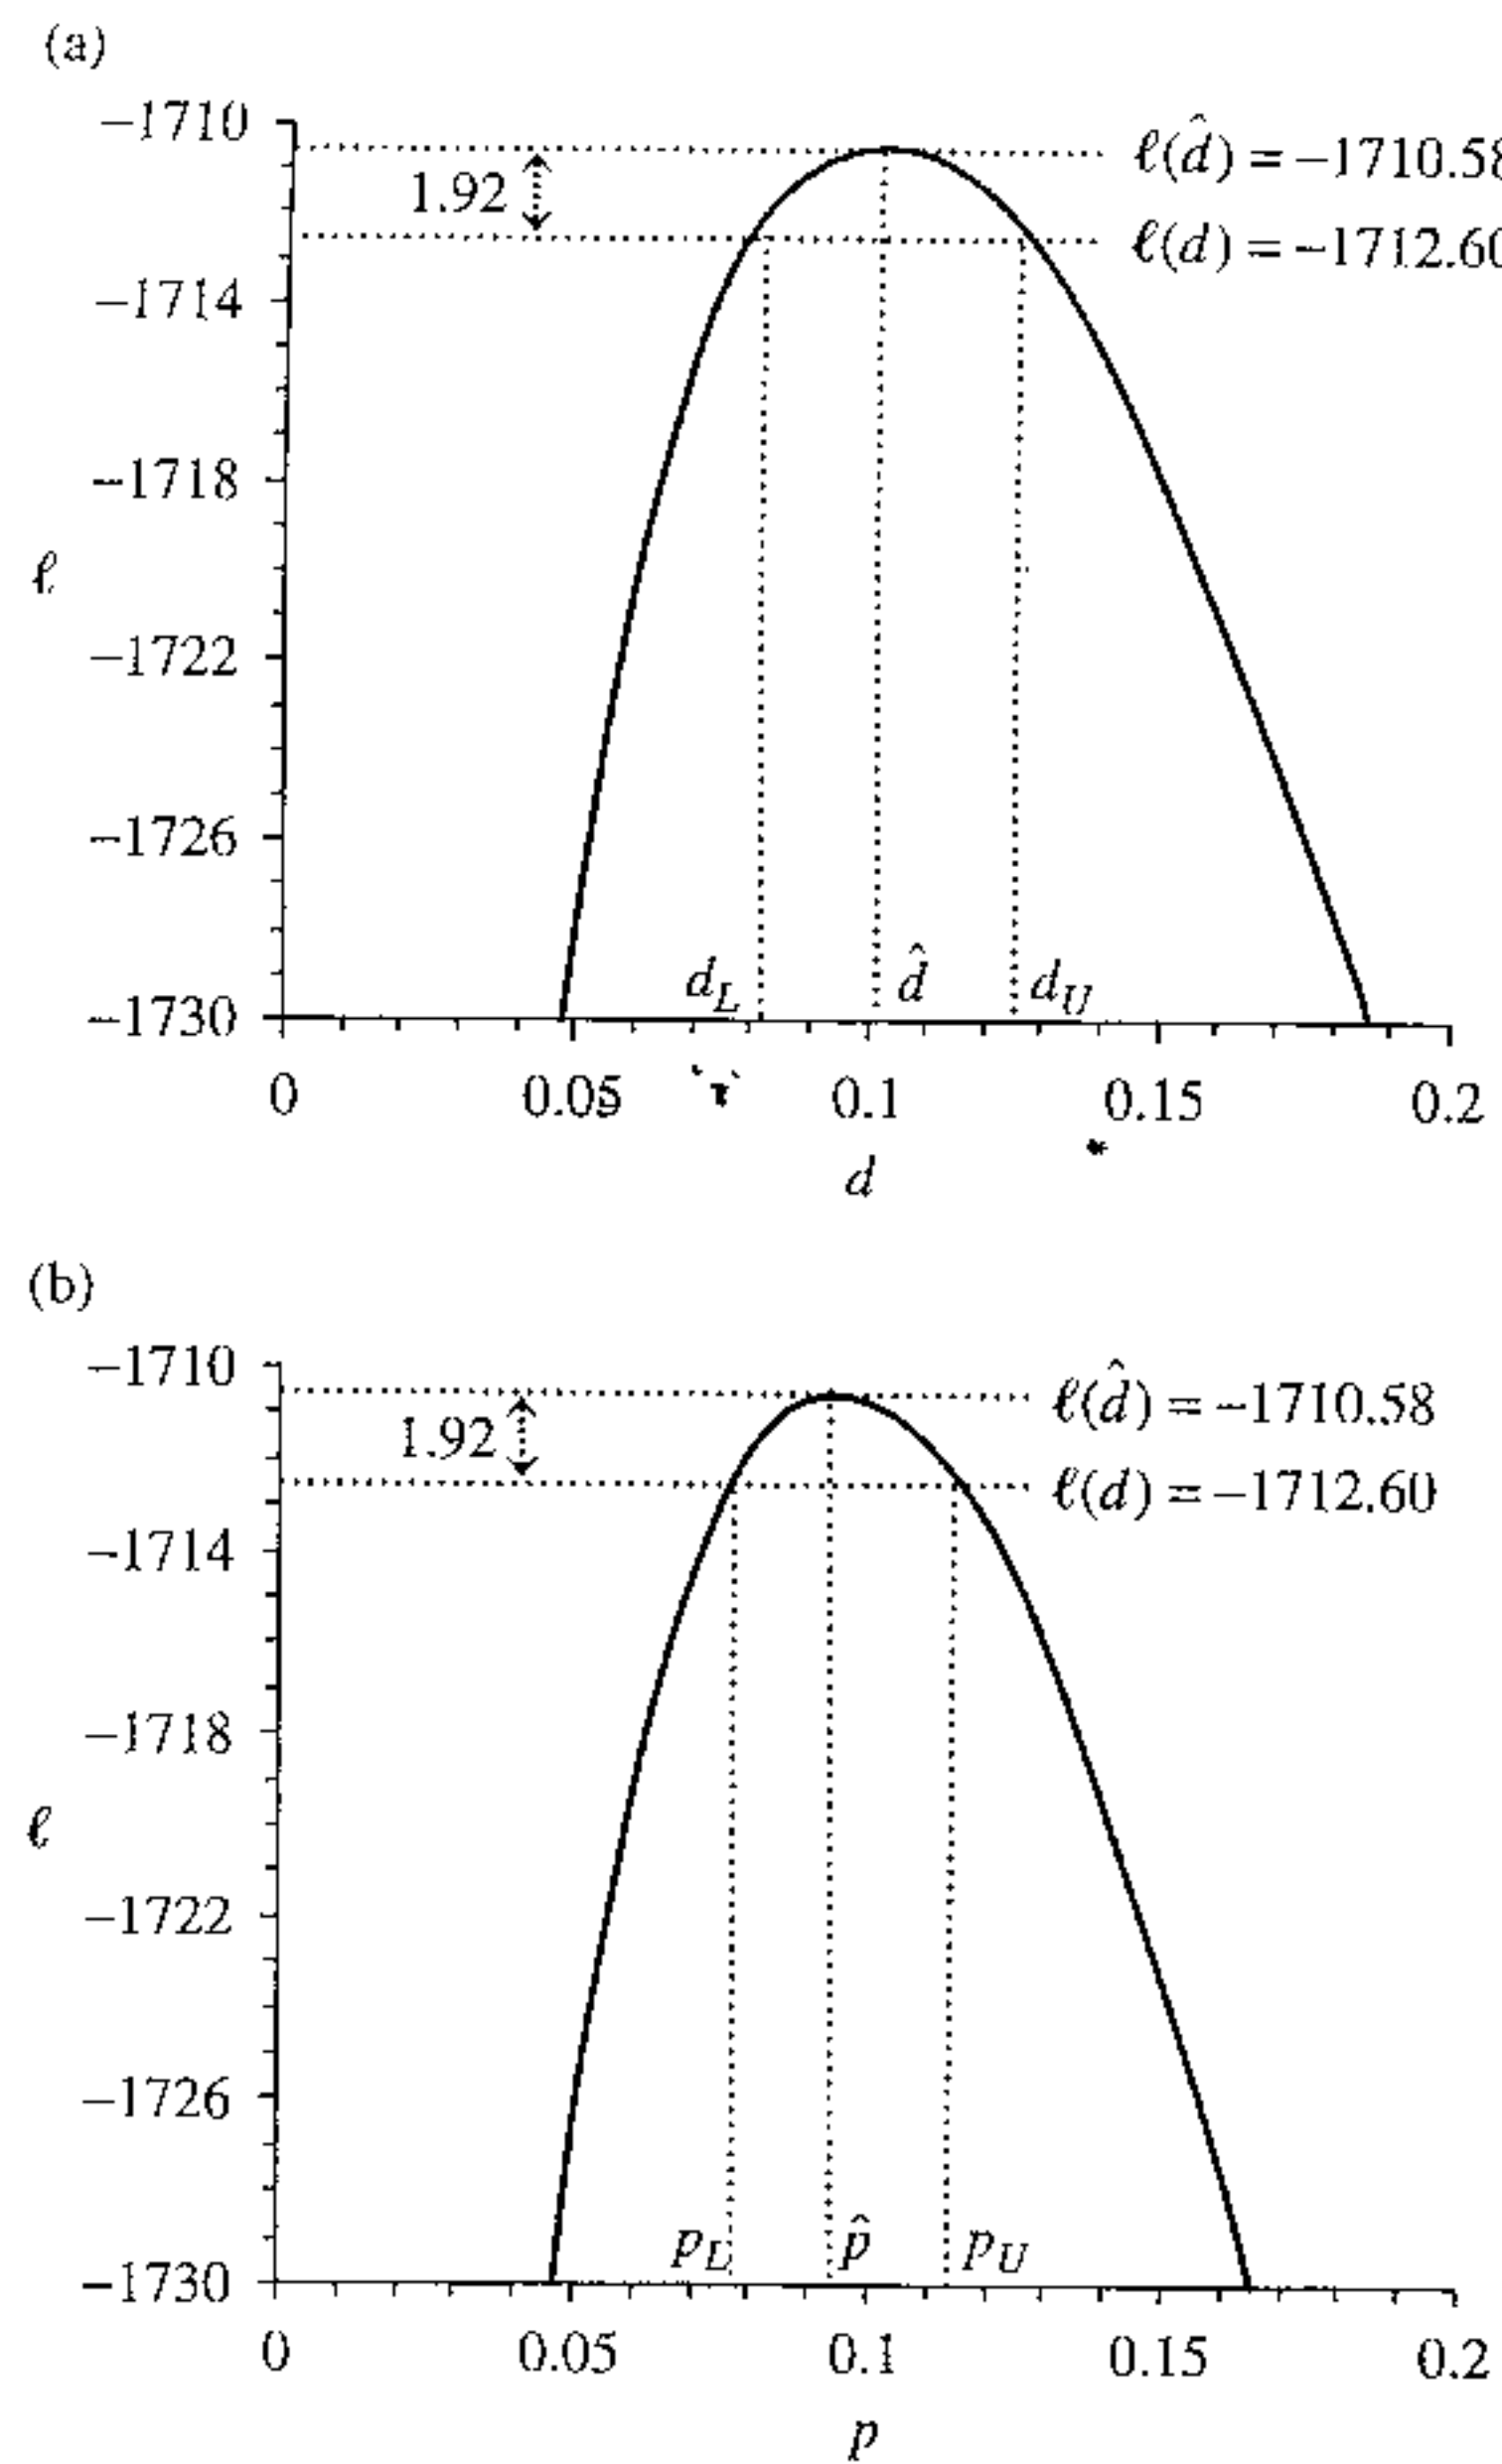 (a)
−1710
ℓ(d̂) = −1710.58
1.92
ℓ(d) = −1712.60
−1714
−1718
ℓ
−1722
−1726
d_L d̂ d_U
−1730
0 0.05 0.1 0.15 0.2
d
(b)
−1710
ℓ(d̂) = −1710.58
1.92
ℓ(d) = −1712.60
−1714
−1718
ℓ
−1722
−1726
p_L p̂ p_U
−1730
0 0.05 0.1 0.15 0.2
p